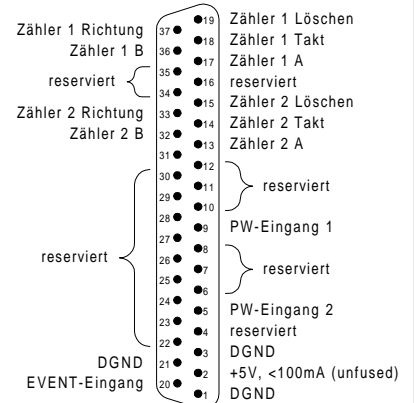 19 Zähler 1 Löschen
Zähler 1 Richtung 37
18 Zähler 1 Takt
Zähler 1 B 36
17 Zähler 1 A
35
reserviert
16 reserviert
34
15 Zähler 2 Löschen
Zähler 2 Richtung 33
14 Zähler 2 Takt
Zähler 2 B 32
13 Zähler 2 A
31
12
30
11 reserviert
29
10
28
9 PW-Eingang 1
27
8
reserviert 26
7 reserviert
25
6
24
5 PW-Eingang 2
23
4 reserviert
22
3 DGND
DGND 21
2 +5V, <100mA (unfused)
EVENT-Eingang 20
1 DGND